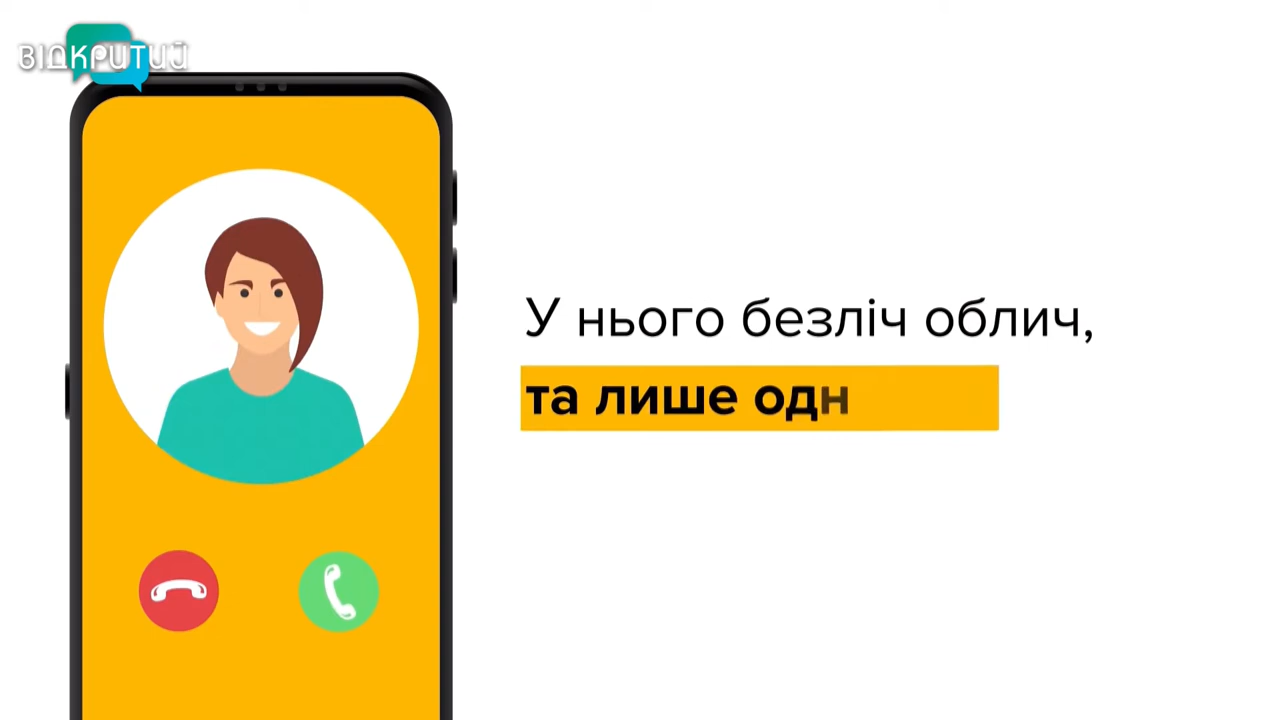 ВІДКРИТИЙ
У нього безліч облич,
та лише одн